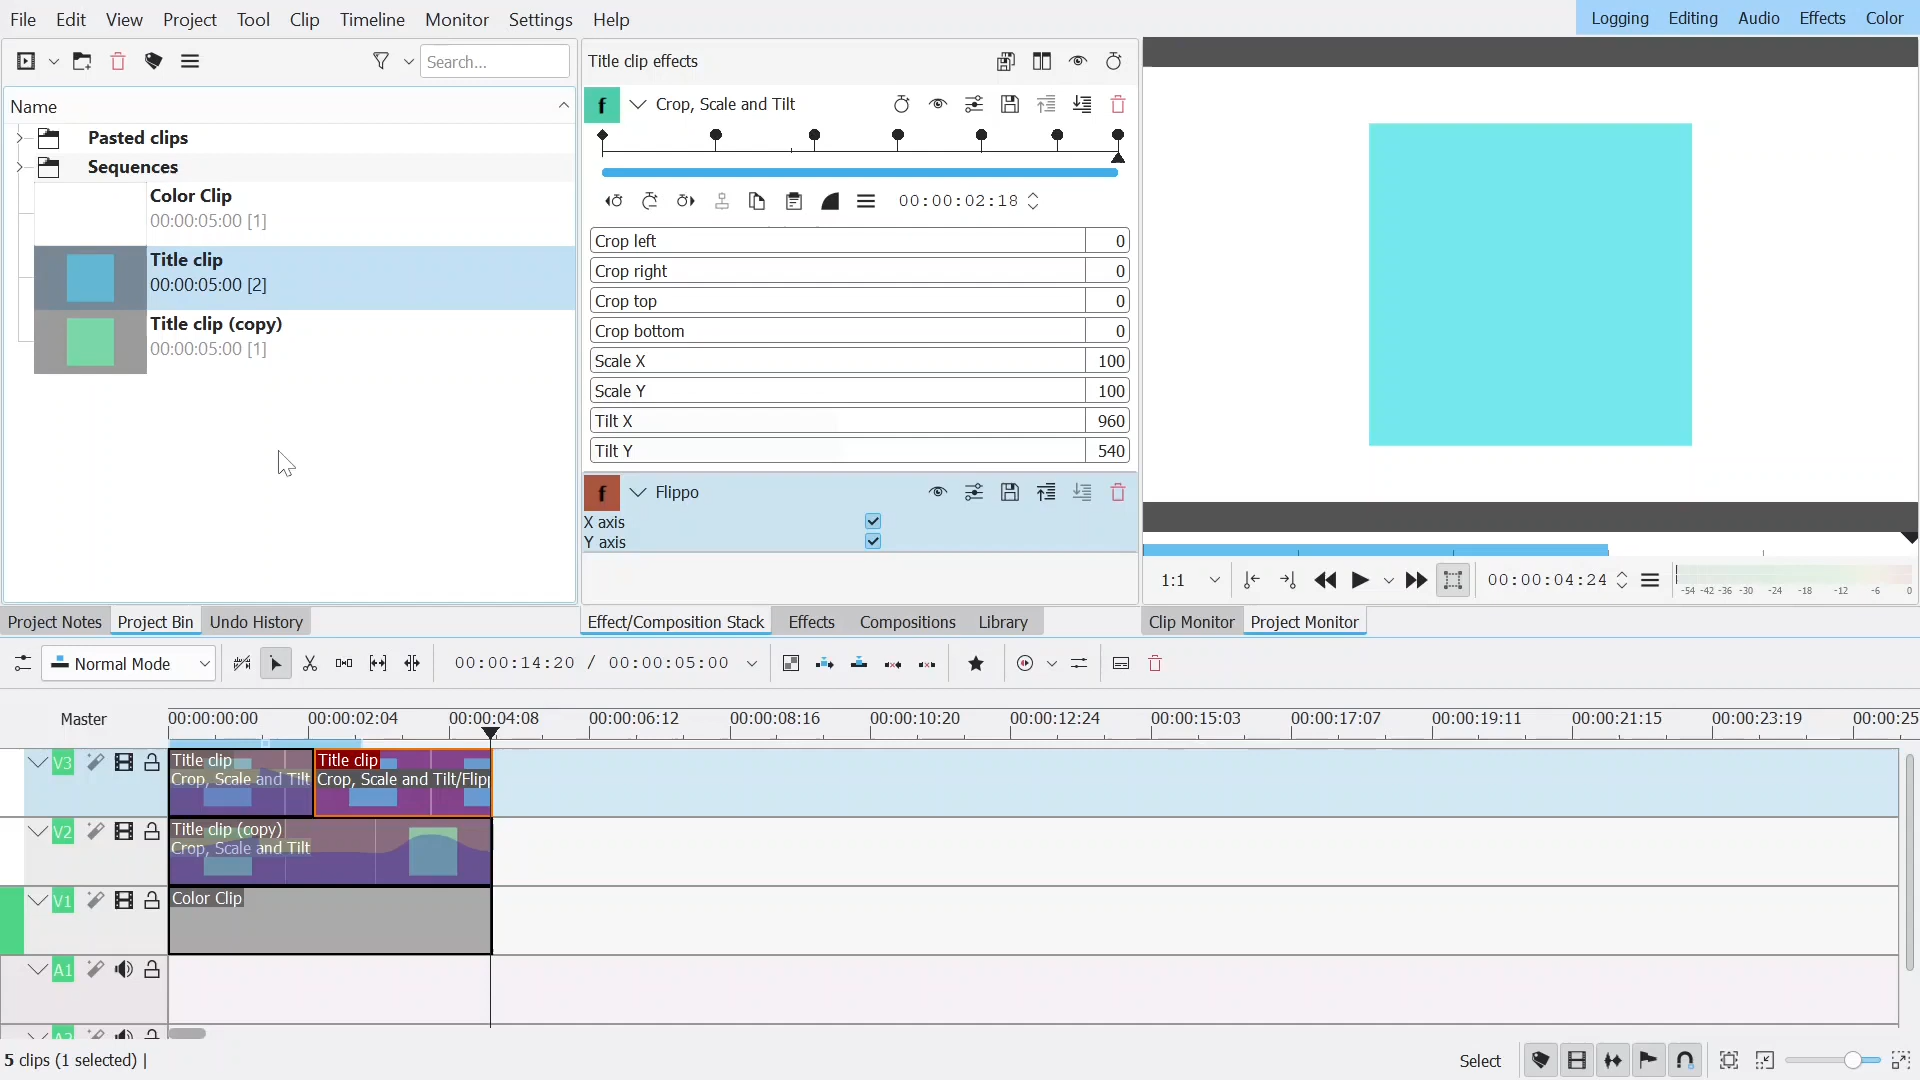 File Edit View Project Tool Clip Timeline Monitor Settings Help
Logging Editing Audio Effects Color
Search...
Name
Pasted clips
Sequences
Color Clip
00:00:05:00 [1]
Title clip
00:00:05:00 [2]
Title clip (copy)
00:00:05:00 [1]
Project Notes Project Bin Undo History
Title clip effects
f Crop, Scale and Tilt
00:00:02:18
Crop left 0
Crop right 0
Crop top 0
Crop bottom 0
Scale X 100
Scale Y 100
Tilt X 960
Tilt Y 540
f Flippo
X axis
Y axis
Effect/Composition Stack Effects Compositions Library
1:1 00:00:04:24
-54 -42 -36 -30 -24 -18 -12 -6 0
Clip Monitor Project Monitor
Normal Mode 00:00:14:20 / 00:00:05:00
Master 00:00:00:00 00:00:02:04 00:00:04:08 00:00:06:12 00:00:08:16 00:00:10:20 00:00:12:24 00:00:15:03 00:00:17:07 00:00:19:11 00:00:21:15 00:00:23:19 00:00:25
V3 Title clip Title clip
Crop, Scale and Tilt Crop, Scale and Tilt/Flipp
V2 Title clip (copy)
Crop, Scale and Tilt
V1 Color Clip
A1
5 clips (1 selected) | Select